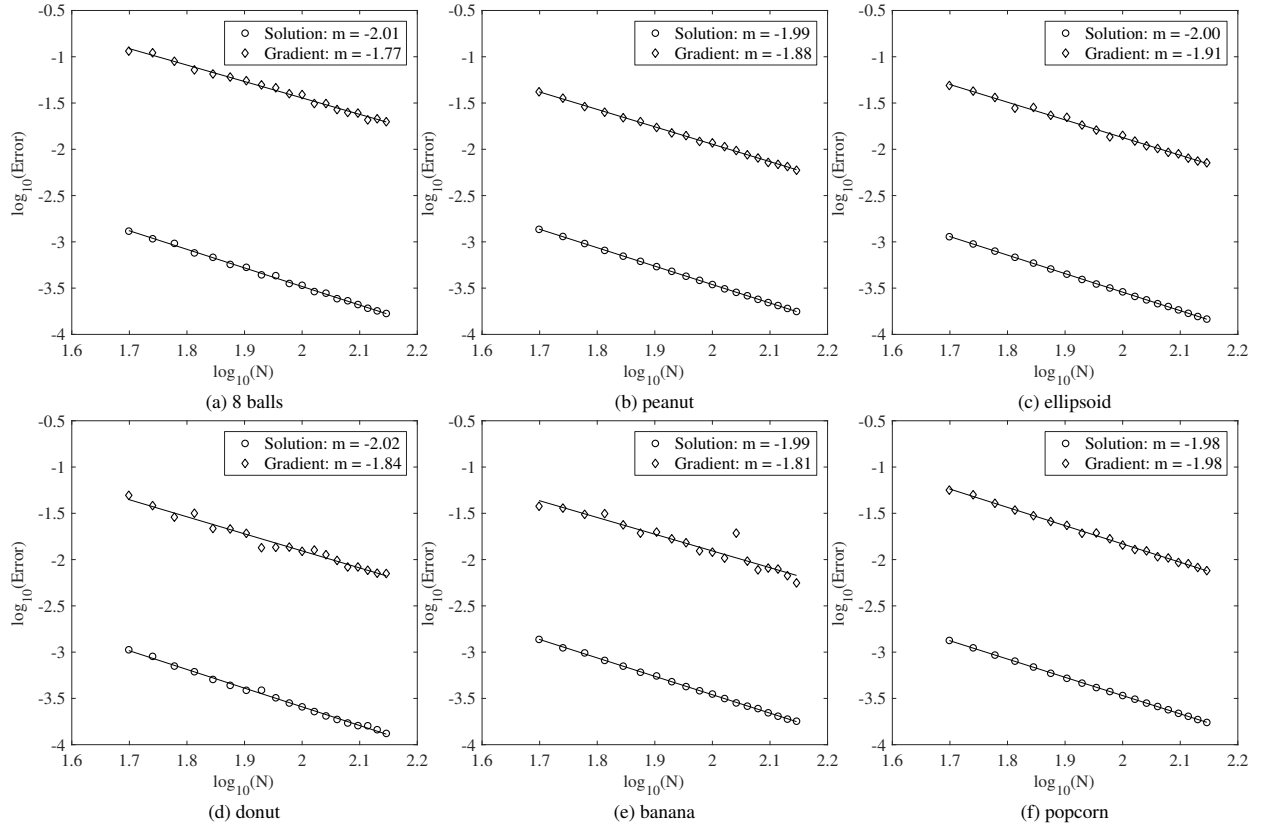 -0.5
-1
-1.5
-2
-2.5
-3
-3.5
-4
log10(Error)
Solution: m = -2.01
Gradient: m = -1.77
1.6 1.7 1.8 1.9 2 2.1 2.2
log10(N)
(a) 8 balls
-0.5
-1
-1.5
-2
-2.5
-3
-3.5
-4
log10(Error)
Solution: m = -1.99
Gradient: m = -1.88
1.6 1.7 1.8 1.9 2 2.1 2.2
log10(N)
(b) peanut
-0.5
-1
-1.5
-2
-2.5
-3
-3.5
-4
log10(Error)
Solution: m = -2.00
Gradient: m = -1.91
1.6 1.7 1.8 1.9 2 2.1 2.2
log10(N)
(c) ellipsoid
-0.5
-1
-1.5
-2
-2.5
-3
-3.5
-4
log10(Error)
Solution: m = -2.02
Gradient: m = -1.84
1.6 1.7 1.8 1.9 2 2.1 2.2
log10(N)
(d) donut
-0.5
-1
-1.5
-2
-2.5
-3
-3.5
-4
log10(Error)
Solution: m = -1.99
Gradient: m = -1.81
1.6 1.7 1.8 1.9 2 2.1 2.2
log10(N)
(e) banana
-0.5
-1
-1.5
-2
-2.5
-3
-3.5
-4
log10(Error)
Solution: m = -1.98
Gradient: m = -1.98
1.6 1.7 1.8 1.9 2 2.1 2.2
log10(N)
(f) popcorn